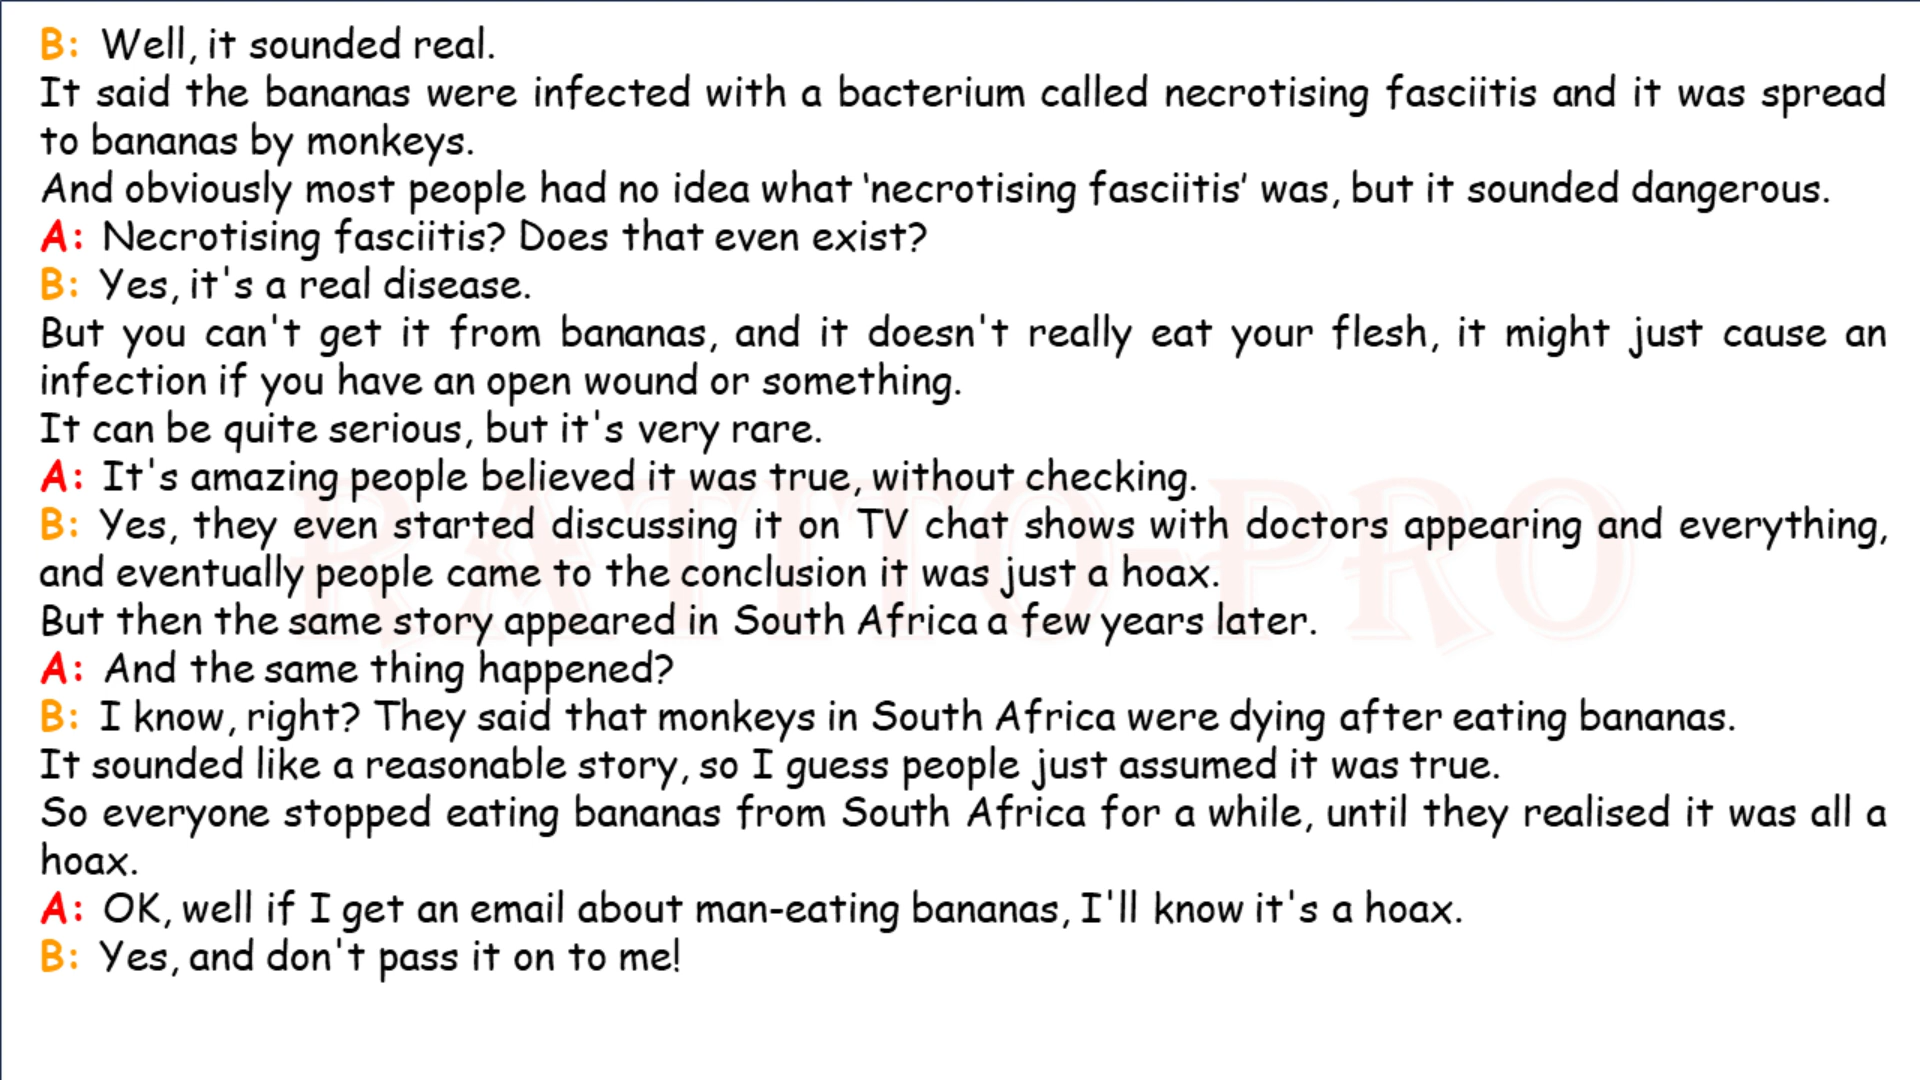 B: Well, it sounded real.
It said the bananas were infected with a bacterium called necrotising fasciitis and it was spread
to bananas by monkeys.
And obviously most people had no idea what 'necrotising fasciitis' was, but it sounded dangerous.
A: Necrotising fasciitis? Does that even exist?
B: Yes, it's a real disease.
But you can't get it from bananas, and it doesn't really eat your flesh, it might just cause an
infection if you have an open wound or something.
It can be quite serious, but it's very rare.
A: It's amazing people believed it was true, without checking.
B: Yes, they even started discussing it on TV chat shows with doctors appearing and everything,
and eventually people came to the conclusion it was just a hoax.
But then the same story appeared in South Africa a few years later.
A: And the same thing happened?
B: I know, right? They said that monkeys in South Africa were dying after eating bananas.
It sounded like a reasonable story, so I guess people just assumed it was true.
So everyone stopped eating bananas from South Africa for a while, until they realised it was all a
hoax.
A: OK, well if I get an email about man-eating bananas, I'll know it's a hoax.
B: Yes, and don't pass it on to me!
RATITO-PRO